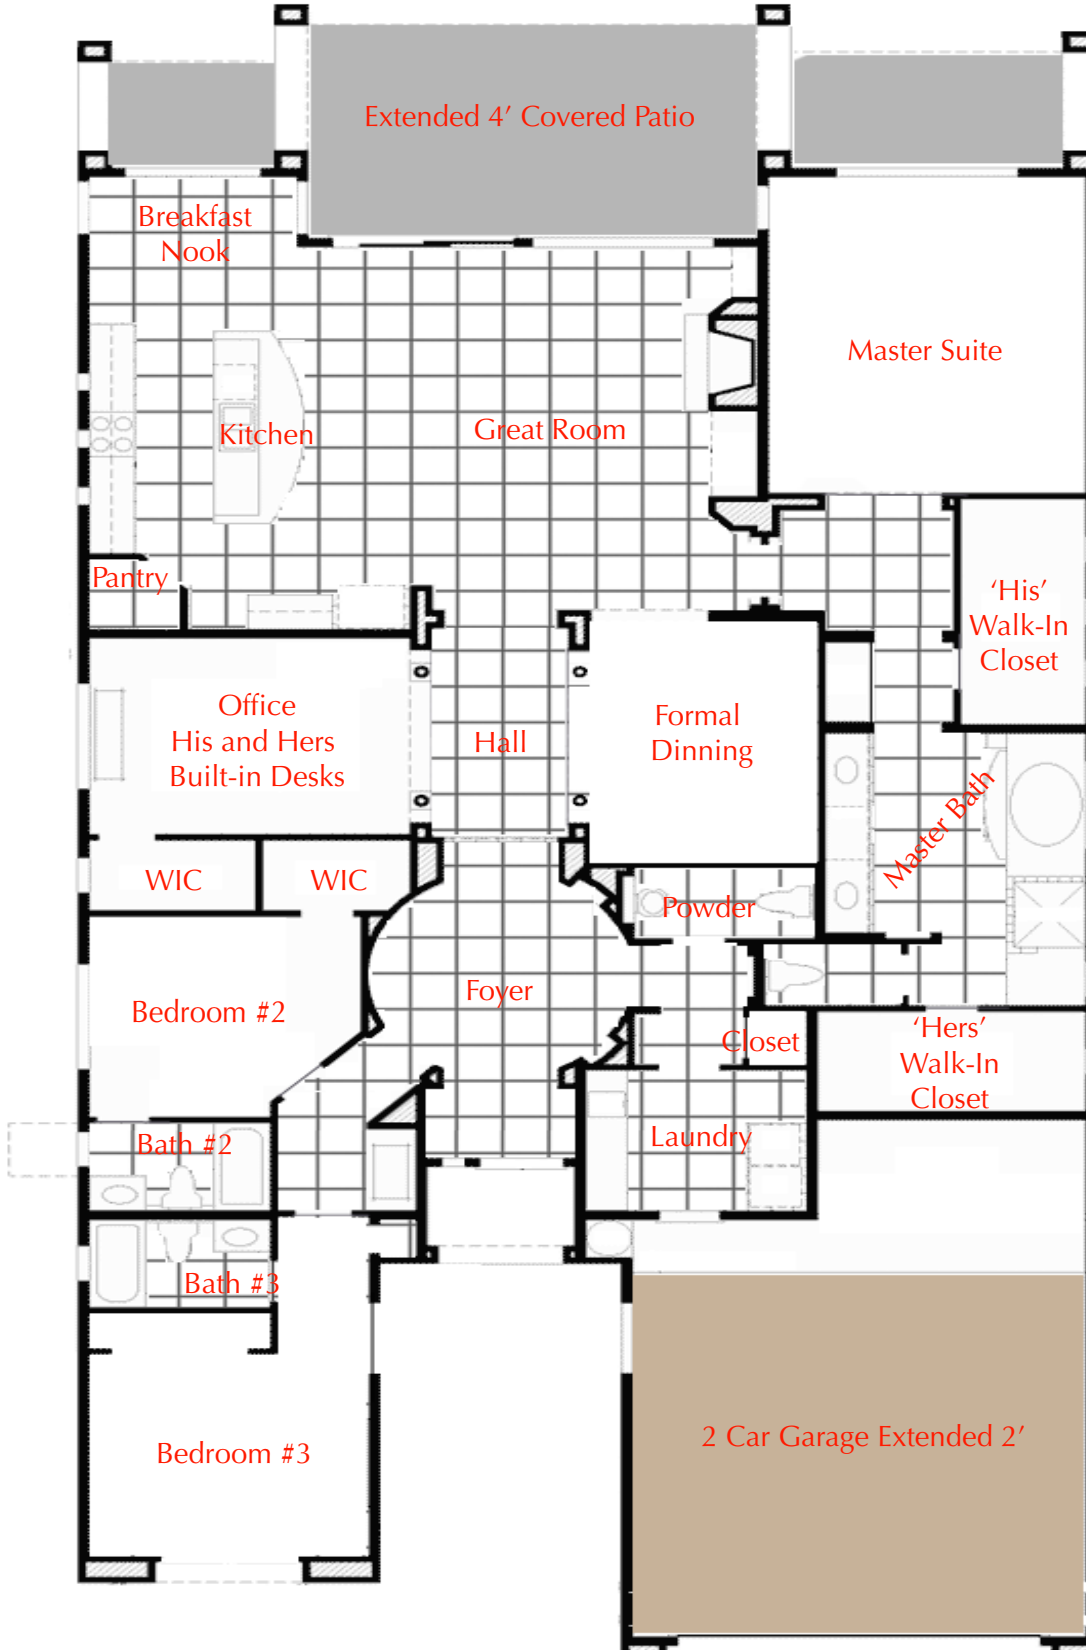 Extended 4’ Covered Patio
Breakfast
Nook
Master Suite
Kitchen
Great Room
Pantry
‘His’
Walk-In
Closet
Office
His and Hers
Built-in Desks
Hall
Formal
Dinning
Master Bath
WIC
WIC
Powder
Foyer
Bedroom #2
Closet
‘Hers’
Walk-In
Closet
Bath #2
Laundry
Bath #3
Bedroom #3
2 Car Garage Extended 2’